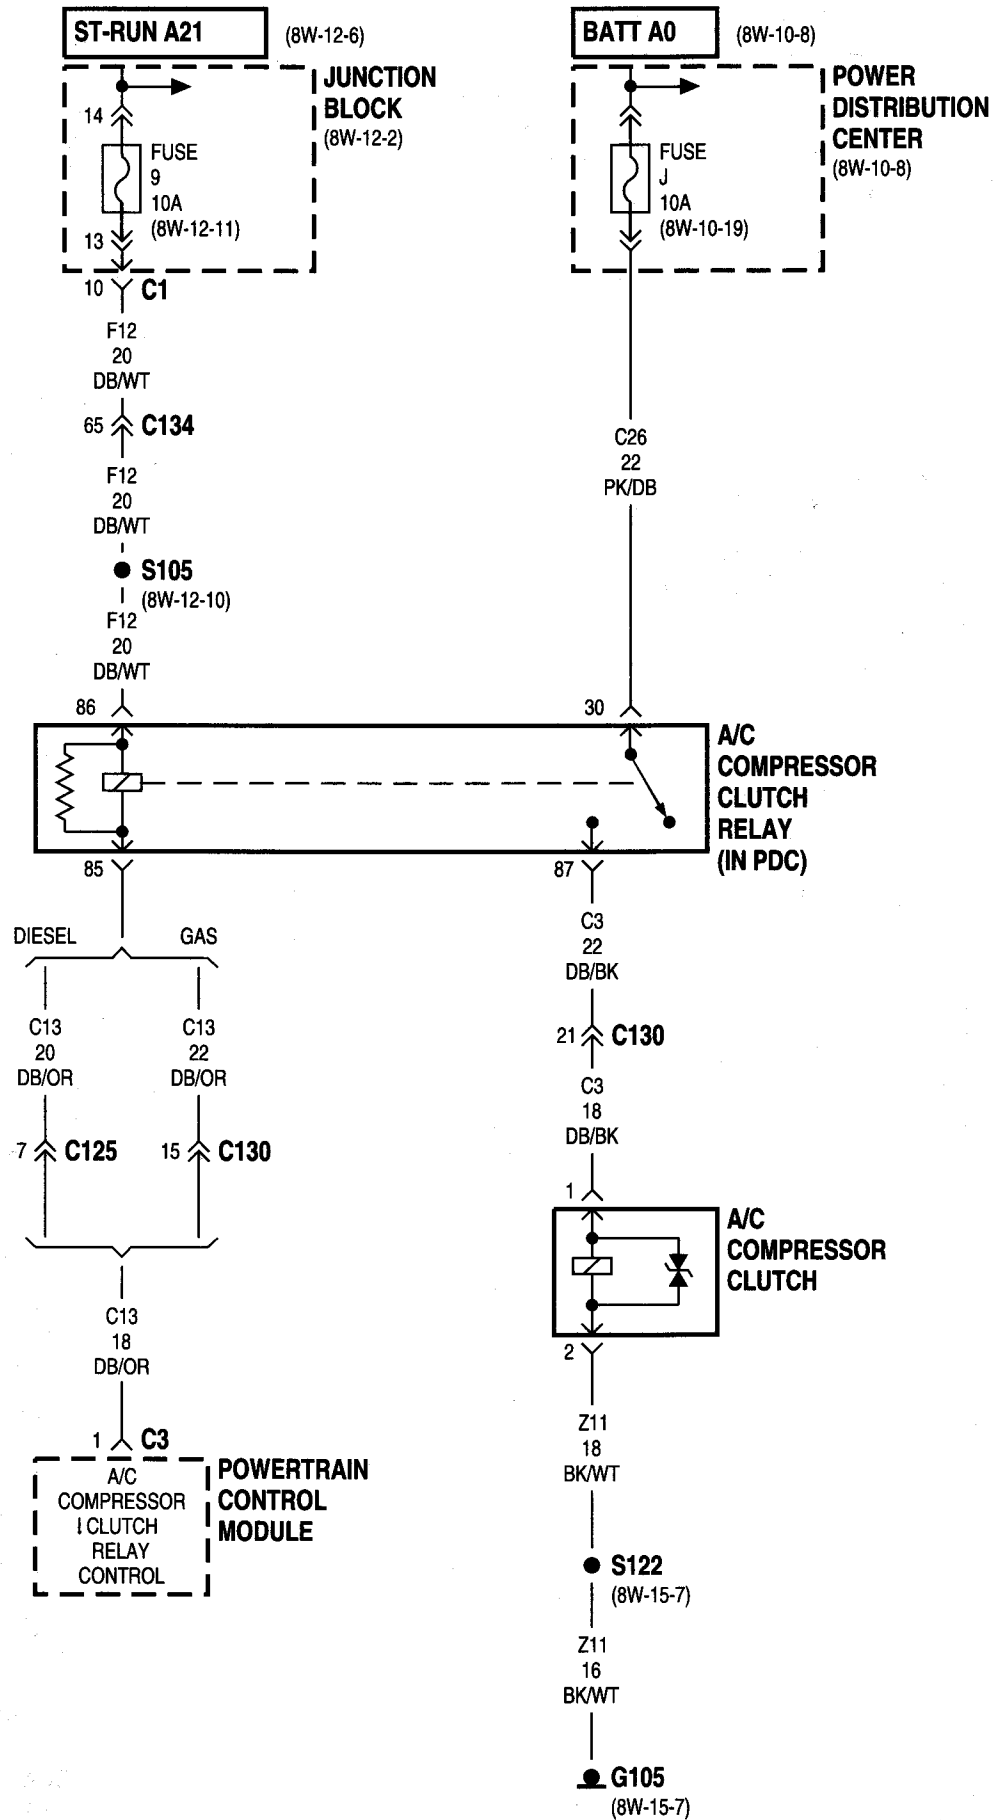 ST-RUN A21
(8W-12-6)
BATT A0
(8W-10-8)
JUNCTION
BLOCK
(8W-12-2)
14
FUSE
9
10A
(8W-12-11)
13
10
C1
POWER
DISTRIBUTION
CENTER
(8W-10-8)
FUSE
J
10A
(8W-10-19)
F12
20
DB/WT
65
C134
F12
20
DB/WT
S105
(8W-12-10)
F12
20
DB/WT
86
C26
22
PK/DB
30
A/C
COMPRESSOR
CLUTCH
RELAY
(IN PDC)
85
87
DIESEL
GAS
C13
20
DB/OR
C13
22
DB/OR
7
C125
15
C130
C13
18
DB/OR
1
C3
A/C
COMPRESSOR
CLUTCH
RELAY
CONTROL
POWERTRAIN
CONTROL
MODULE
C3
22
DB/BK
21
C130
C3
18
DB/BK
1
A/C
COMPRESSOR
CLUTCH
2
Z11
18
BK/WT
S122
(8W-15-7)
Z11
16
BK/WT
G105
(8W-15-7)